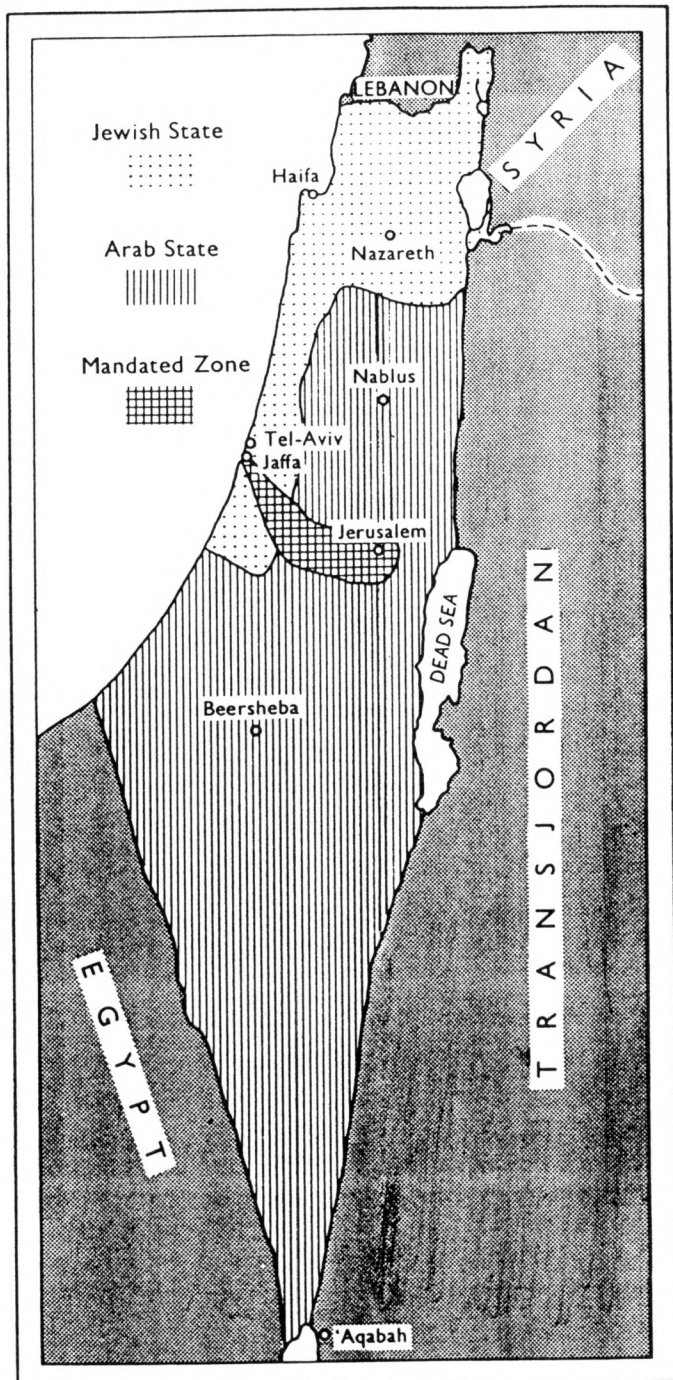 Jewish State
Arab State
Mandated Zone
LEBANON
SYRIA
Haifa
Nazareth
Nablus
Tel-Aviv
Jaffa
Jerusalem
DEAD SEA
Beersheba
TRANSJORDAN
EGYPT
'Aqabah